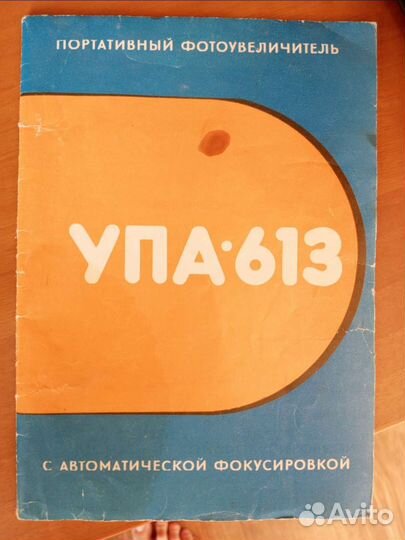 ПОРТАТИВНЫЙ ФОТОУВЕЛИЧИТЕЛЬ
УПА·613
С АВТОМАТИЧЕСКОЙ ФОКУСИРОВКОЙ
Avito